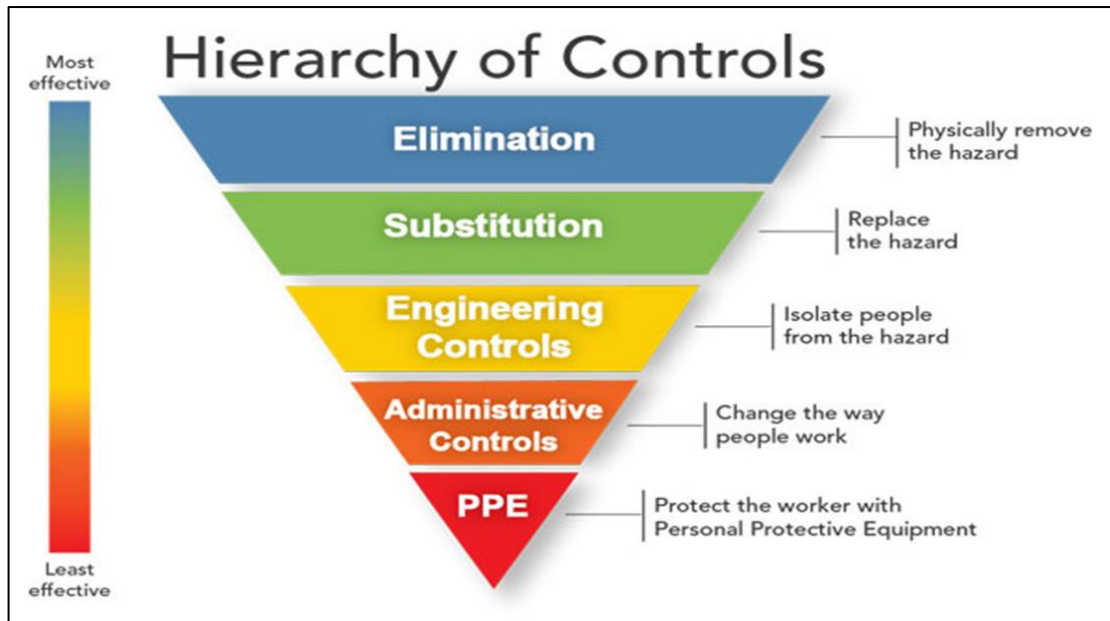 Hierarchy of Controls
Most
effective
Elimination
Physically remove
the hazard
Substitution
Replace
the hazard
Engineering
Controls
Isolate people
from the hazard
Administrative
Controls
Change the way
people work
PPE
Protect the worker with
Personal Protective Equipment
Least
effective